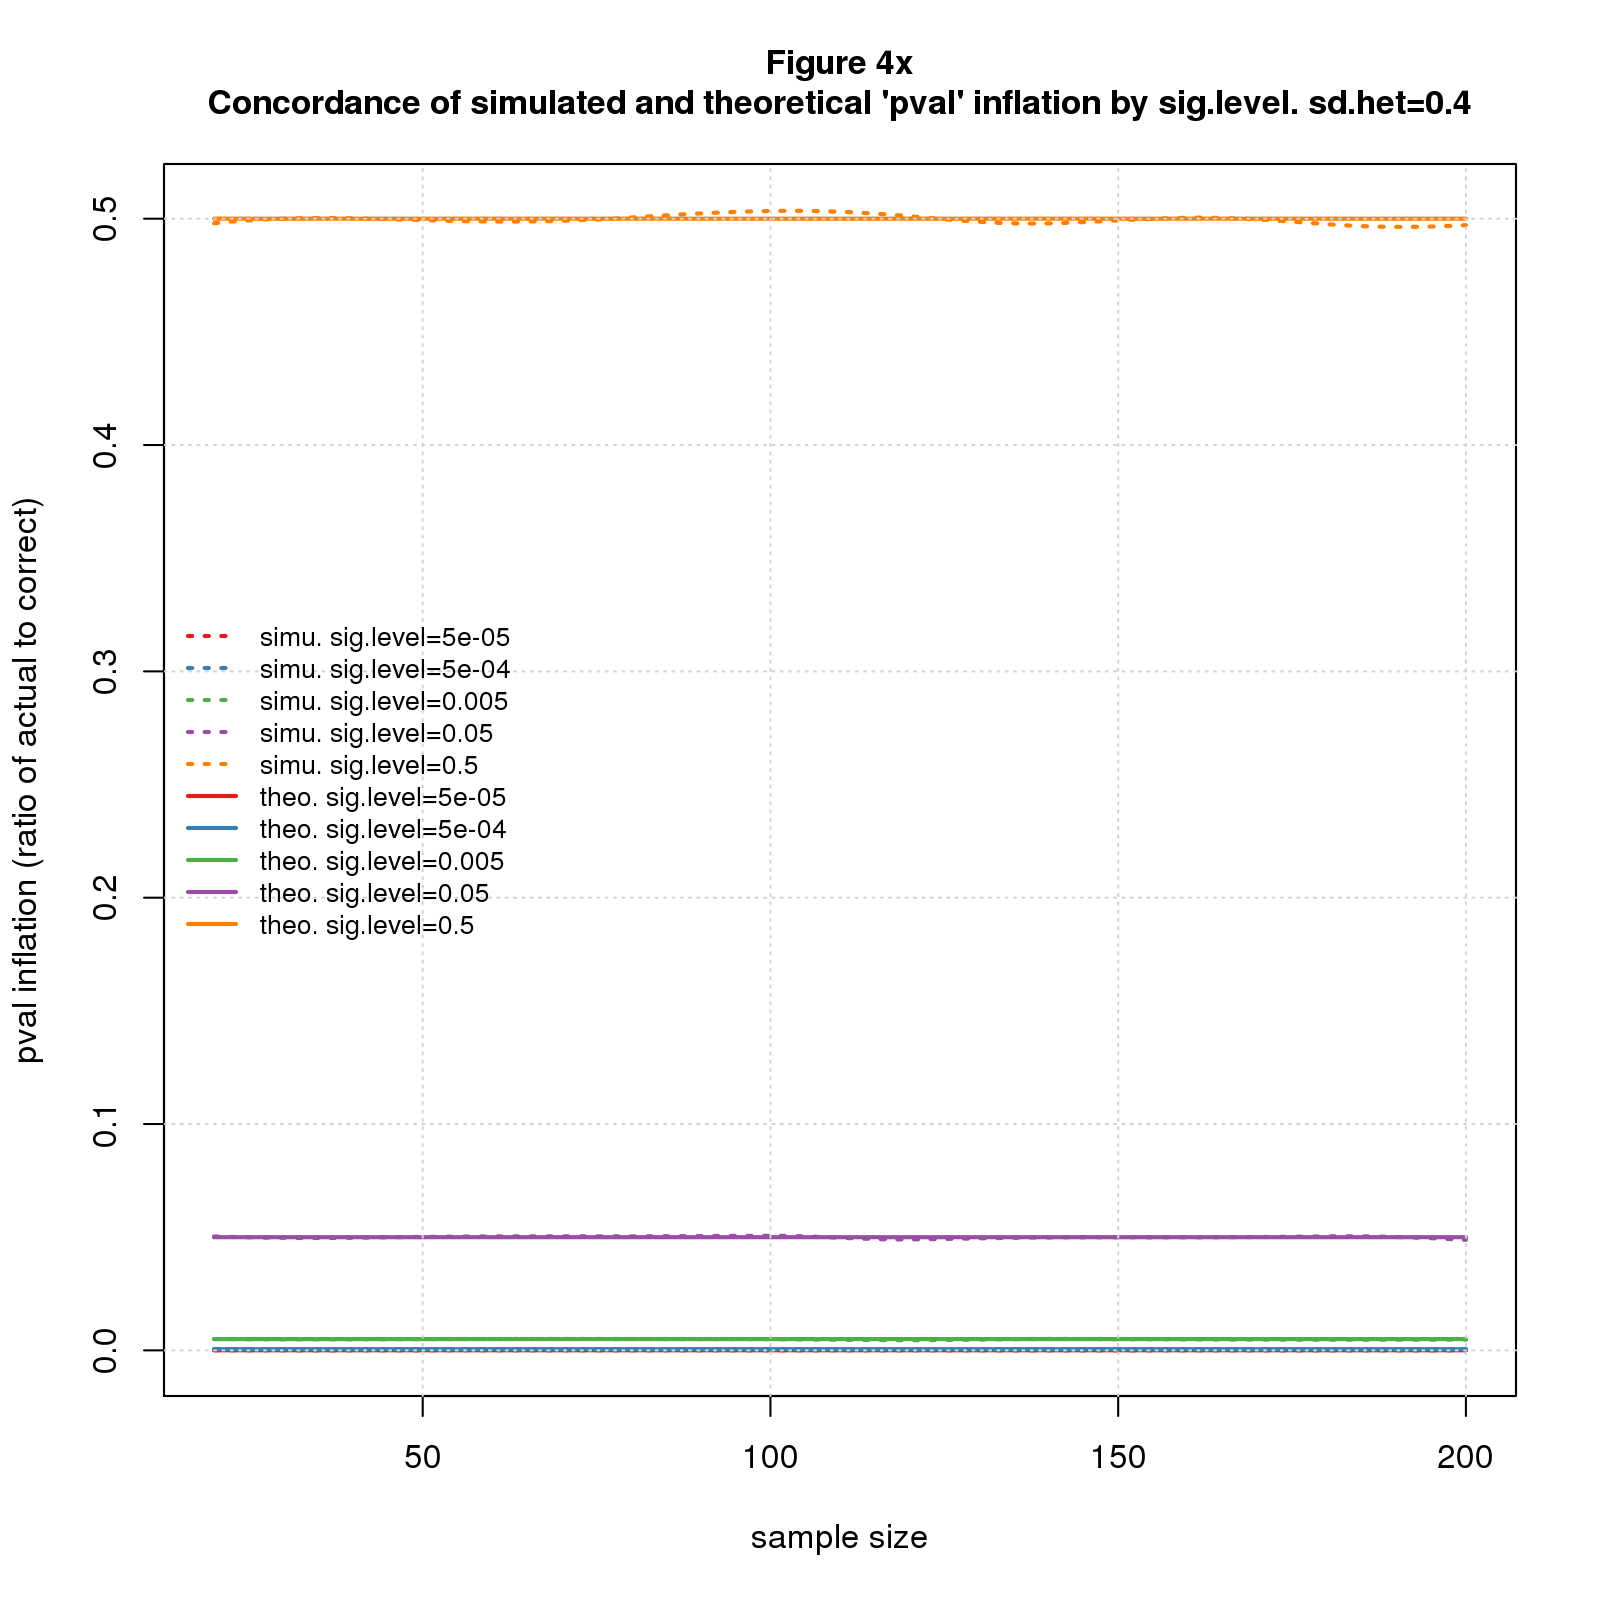 Figure 4x
Concordance of simulated and theoretical 'pval' inflation by sig.level. sd.het=0.4
pval inflation (ratio of actual to correct)
0.5
0.4
0.3
0.2
0.1
0.0
simu. sig.level=5e-05
simu. sig.level=5e-04
simu. sig.level=0.005
simu. sig.level=0.05
simu. sig.level=0.5
theo. sig.level=5e-05
theo. sig.level=5e-04
theo. sig.level=0.005
theo. sig.level=0.05
theo. sig.level=0.5
50 100 150 200
sample size